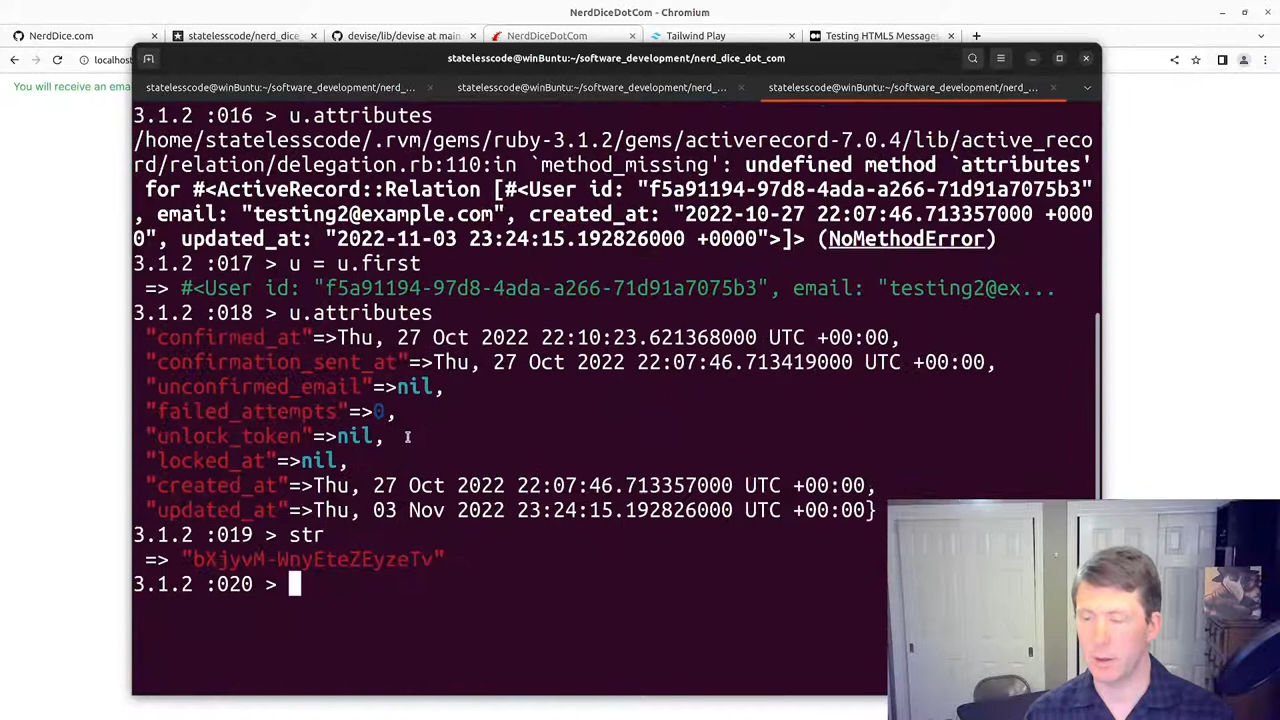 NerdDiceDotCom - Chromium
NerdDice.com
statelesscode/nerd_dice_
devise/lib/devise at main
NerdDiceDotCom
Tailwind Play
Testing HTML5 Messages
localhost
You will receive an ema
statelesscode@winBuntu:~/software_development/nerd_dice_dot_com
statelesscode@winBuntu:~/software_development/nerd_...
statelesscode@winBuntu:~/software_development/nerd_...
statelesscode@winBuntu:~/software_development/nerd_...
3.1.2 :016 > u.attributes
/home/statelesscode/.rvm/gems/ruby-3.1.2/gems/activerecord-7.0.4/lib/active_reco
rd/relation/delegation.rb:110:in `method_missing': undefined method `attributes'
for #<ActiveRecord::Relation [#<User id: "f5a91194-97d8-4ada-a266-71d91a7075b3"
, email: "testing2@example.com", created_at: "2022-10-27 22:07:46.713357000 +000
0", updated_at: "2022-11-03 23:24:15.192826000 +0000">]> (NoMethodError)
3.1.2 :017 > u = u.first
=> #<User id: "f5a91194-97d8-4ada-a266-71d91a7075b3", email: "testing2@ex...
3.1.2 :018 > u.attributes
"confirmed_at"=>Thu, 27 Oct 2022 22:10:23.621368000 UTC +00:00,
"confirmation_sent_at"=>Thu, 27 Oct 2022 22:07:46.713419000 UTC +00:00,
"unconfirmed_email"=>nil,
"failed_attempts"=>0,
"unlock_token"=>nil,
"locked_at"=>nil,
"created_at"=>Thu, 27 Oct 2022 22:07:46.713357000 UTC +00:00,
"updated_at"=>Thu, 03 Nov 2022 23:24:15.192826000 UTC +00:00}
3.1.2 :019 > str
=> "bXjyvM-WnyEteZEyzeTv"
3.1.2 :020 >